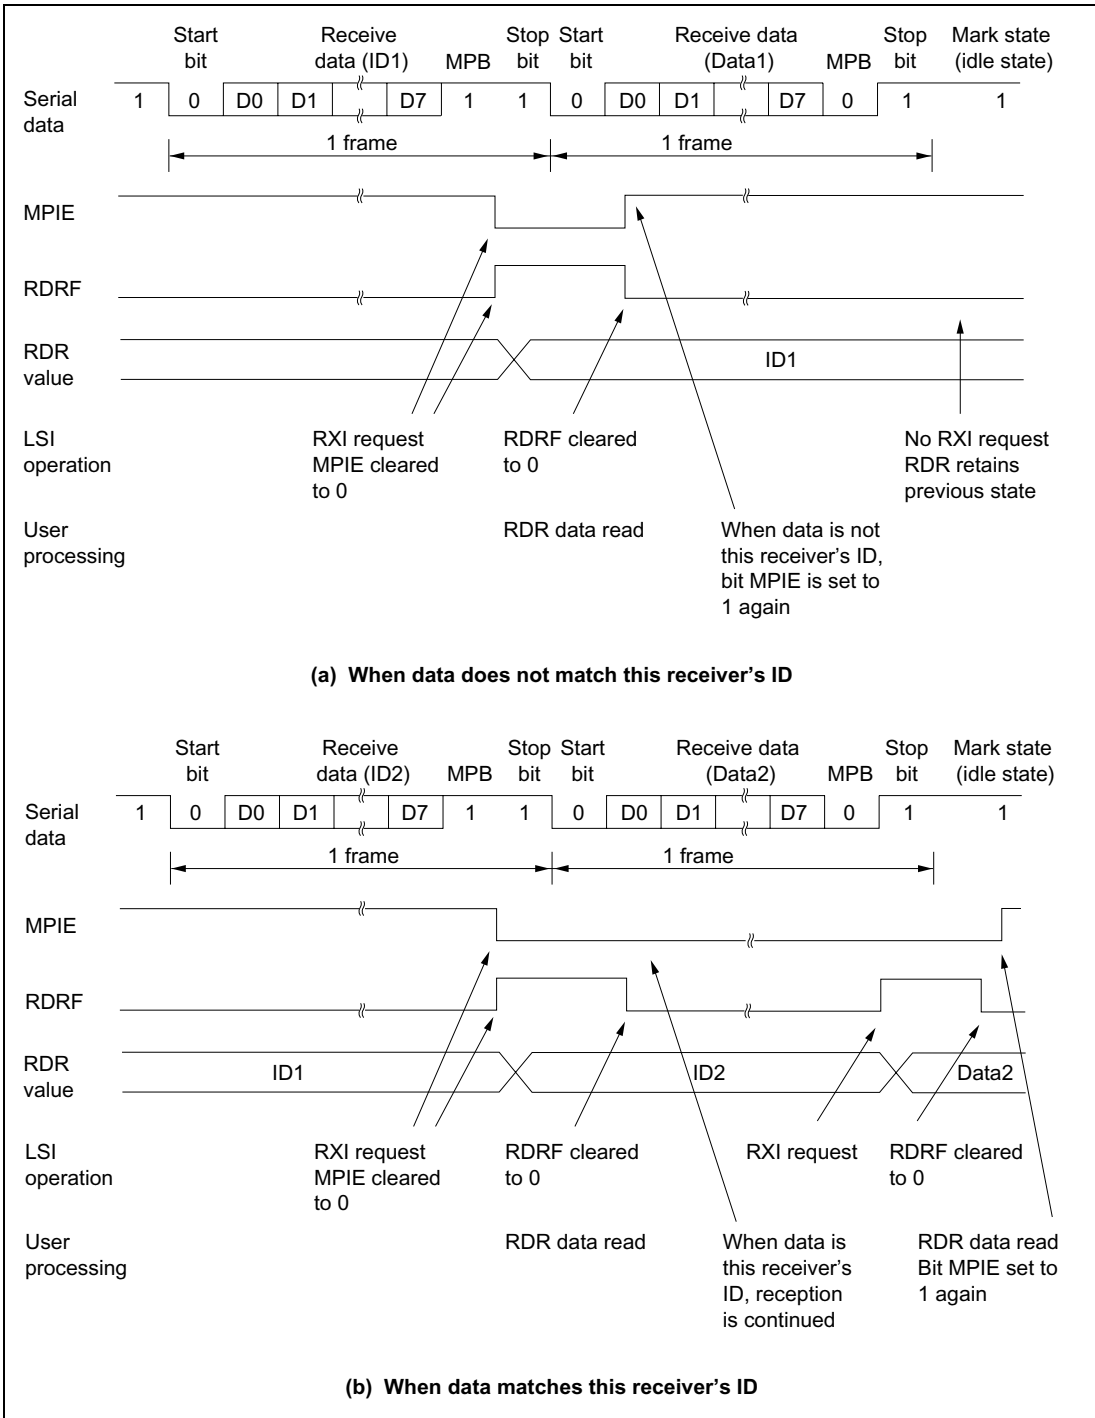 Start bit
Receive data (ID1)
MPB
Stop bit
Start bit
Receive data (Data1)
MPB
Stop bit
Mark state (idle state)
Serial data
1 0 D0 D1 D7 1 1 0 D0 D1 D7 0 1 1
1 frame
1 frame
MPIE
RDRF
RDR value
ID1
LSI operation
RXI request
MPIE cleared
to 0
RDRF cleared
to 0
No RXI request
RDR retains
previous state
User processing
RDR data read
When data is not
this receiver's ID,
bit MPIE is set to
1 again
(a) When data does not match this receiver's ID
Start bit
Receive data (ID2)
MPB
Stop bit
Start bit
Receive data (Data2)
MPB
Stop bit
Mark state (idle state)
Serial data
1 0 D0 D1 D7 1 1 0 D0 D1 D7 0 1 1
1 frame
1 frame
MPIE
RDRF
RDR value
ID1
ID2
Data2
LSI operation
RXI request
MPIE cleared
to 0
RDRF cleared
to 0
RXI request
RDRF cleared
to 0
User processing
RDR data read
When data is
this receiver's
ID, reception
is continued
RDR data read
Bit MPIE set to
1 again
(b) When data matches this receiver's ID